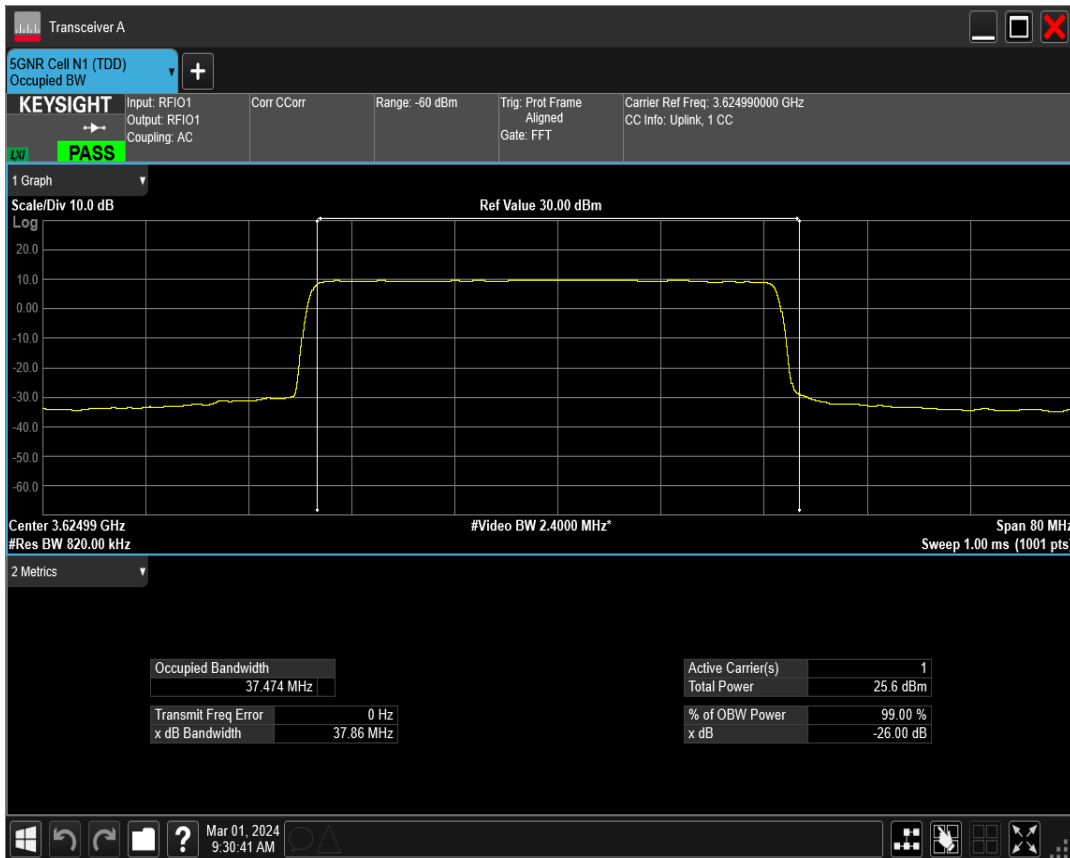 Transceiver A
5GNR Cell N1 (TDD)
Occupied BW
+
KEYSIGHT
LXI
PASS
Input: RFIO1
Output: RFIO1
Coupling: AC
Corr CCorr
Range: -60 dBm
Trig: Prot Frame
Aligned
Gate: FFT
Carrier Ref Freq: 3.624990000 GHz
CC Info: Uplink, 1 CC
1 Graph
Scale/Div 10.0 dB
Ref Value 30.00 dBm
Log
20.0
10.0
0.00
-10.0
-20.0
-30.0
-40.0
-50.0
-60.0
Center 3.62499 GHz
#Video BW 2.4000 MHz*
Span 80 MHz
#Res BW 820.00 kHz
Sweep 1.00 ms (1001 pts)
2 Metrics
Occupied Bandwidth
37.474 MHz
Transmit Freq Error 0 Hz
x dB Bandwidth 37.86 MHz
Active Carrier(s) 1
Total Power 25.6 dBm
% of OBW Power 99.00 %
x dB -26.00 dB
?
Mar 01, 2024
9:30:41 AM